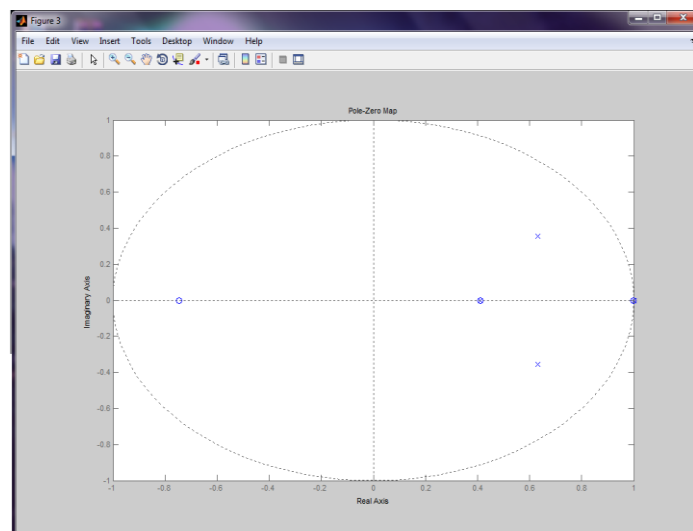 Figure 3
File Edit View Insert Tools Desktop Window Help
Pole-Zero Map
1
0.8
0.6
0.4
0.2
0
-0.2
-0.4
-0.6
-0.8
-1
Imaginary Axis
-1 -0.8 -0.6 -0.4 -0.2 0 0.2 0.4 0.6 0.8 1
Real Axis